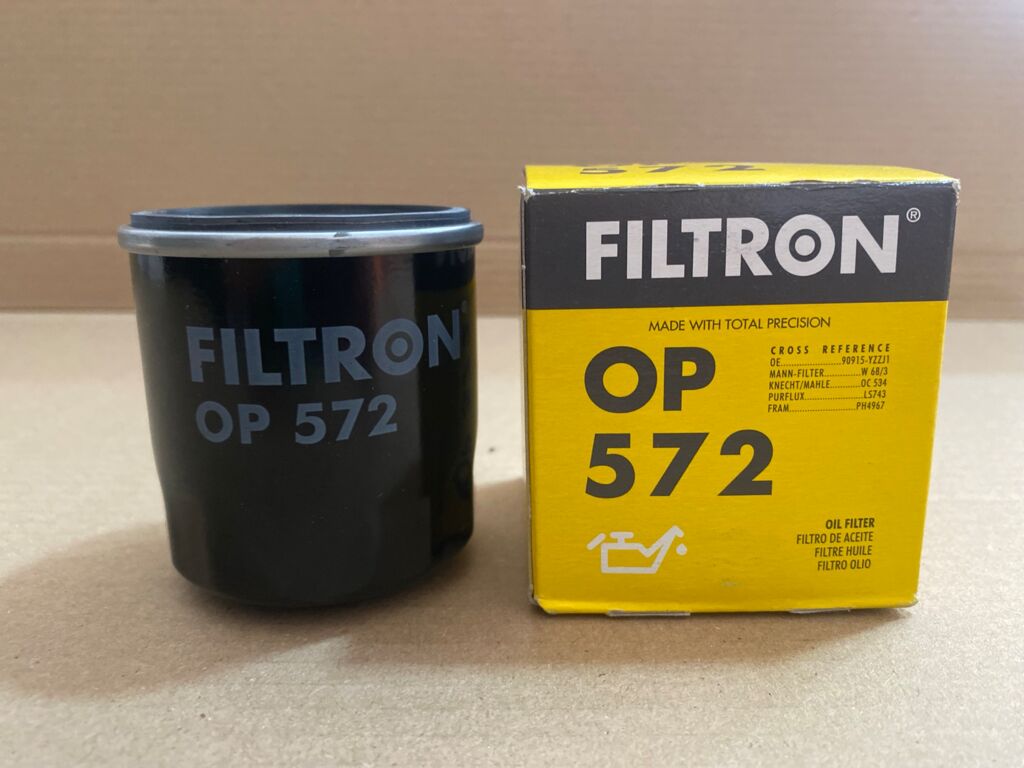 FILTRON
OP 572
572
FILTRON®
MADE WITH TOTAL PRECISION
OP
572
CROSS REFERENCE
OE....................90915-YZZJ1
MANN-FILTER............W 68/3
KNECHT/MAHLE..........OC 534
PURFLUX...................LS743
FRAM......................PH4967
OIL FILTER
FILTRO DE ACEITE
FILTRE HUILE
FILTRO OLIO